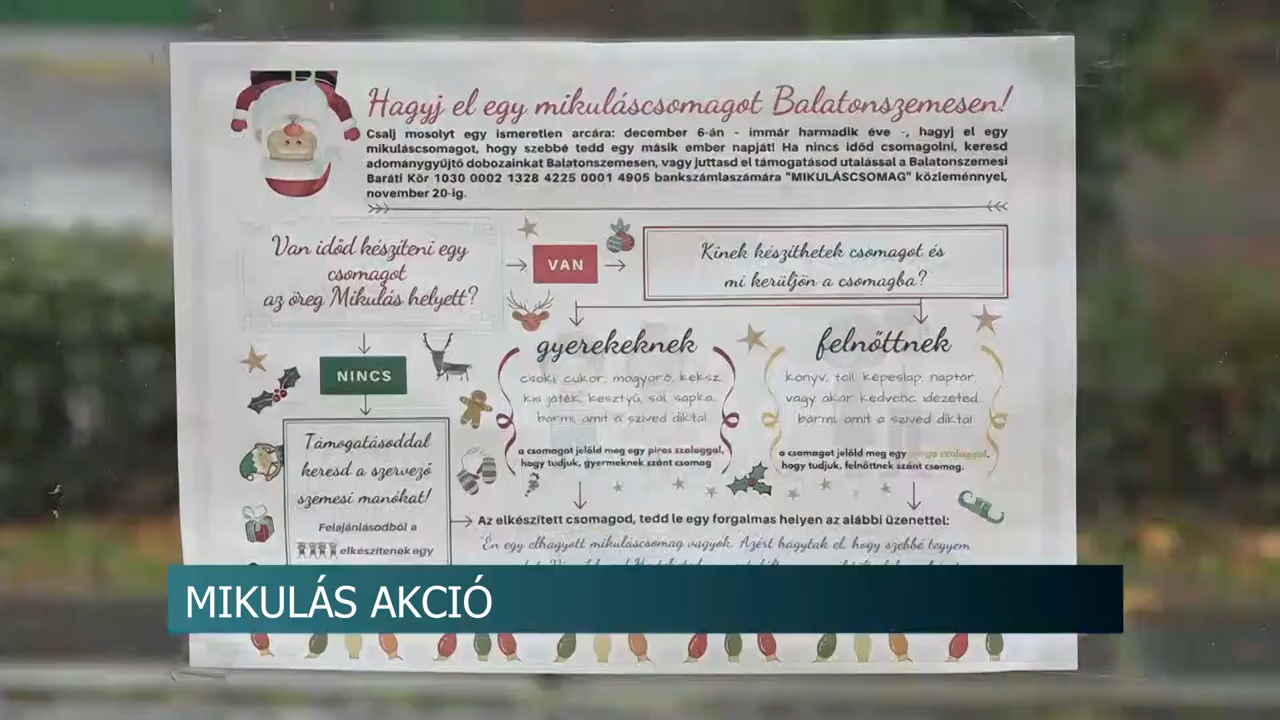 Hagyj el egy mikuláscsomagot Balatonszemesen!
Csalj mosolyt egy ismeretlen arcára: december 6-án - immár harmadik éve -, hagyj el egy
mikuláscsomagot, hogy szebbé tedd egy másik ember napját! Ha nincs időd csomagolni, keresd
adománygyűjtő dobozainkat Balatonszemesen, vagy juttasd el támogatásod utalással a Balatonszemesi
Baráti Kör 1030 0002 1328 4225 0001 4905 bankszámlaszámára "MIKULÁSCSOMAG" közleménnyel,
november 20-ig.
Van időd készíteni egy
csomagot
az öreg Mikulás helyett?
VAN
Kinek készíthetek csomagot és
mi kerüljön a csomagba?
NINCS
gyerekeknek
csoki, cukor, mogyoró, keksz,
kis játék, kesztyű, sál, sapka,
bármi, amit a szíved diktál
a csomagot jelöld meg egy piros szalaggal,
hogy tudjuk, gyermeknek szánt csomag
felnőttnek
könyv, toll, képeslap, naptár,
vagy akár kedvenc idézeted,
bármi, amit a szíved diktál
a csomagot jelöld meg egy sárga szalaggal,
hogy tudjuk, felnőttnek szánt csomag.
Támogatásoddal
keresd a szervező
szemesi manókat!
Felajánlásodból a
elkészítenek egy
Az elkészített csomagod, tedd le egy forgalmas helyen az alábbi üzenettel:
"Én egy elhagyott mikuláscsomag vagyok. Azért hagytak el, hogy szebbé tegyem
MIKULÁS AKCIÓ